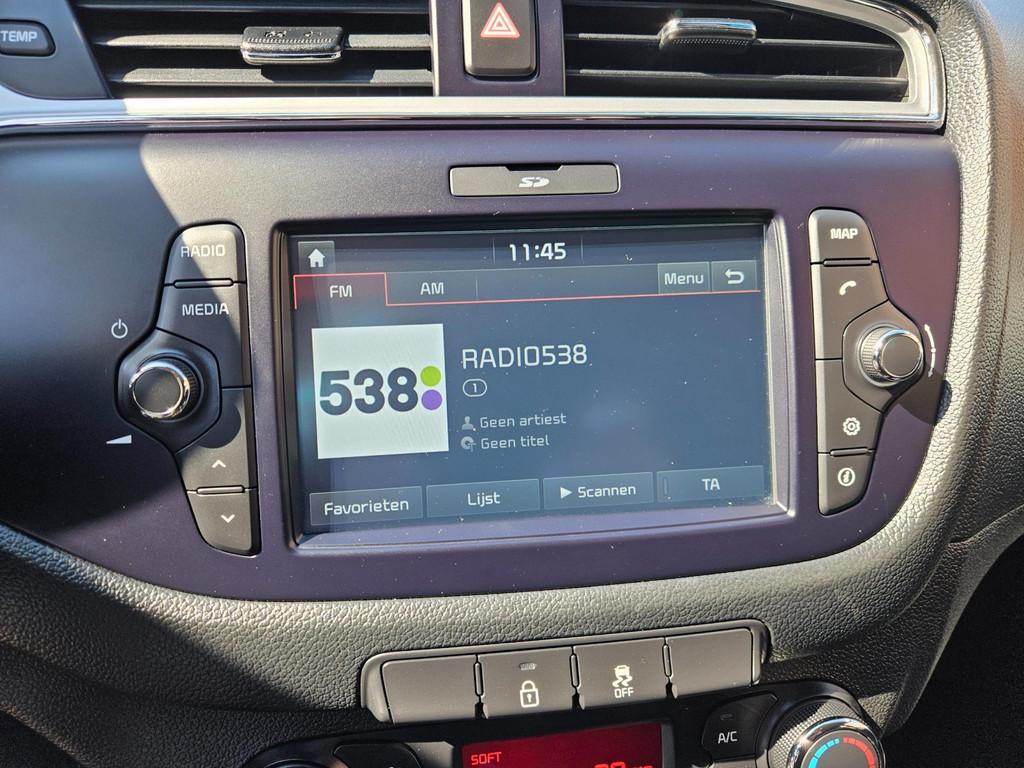 TEMP
SD
RADIO
MEDIA
MAP
11:45
FM
AM
Menu
538
RADIO538
1
Geen artiest
Geen titel
Favorieten
Lijst
Scannen
TA
OFF
A/C
SOFT